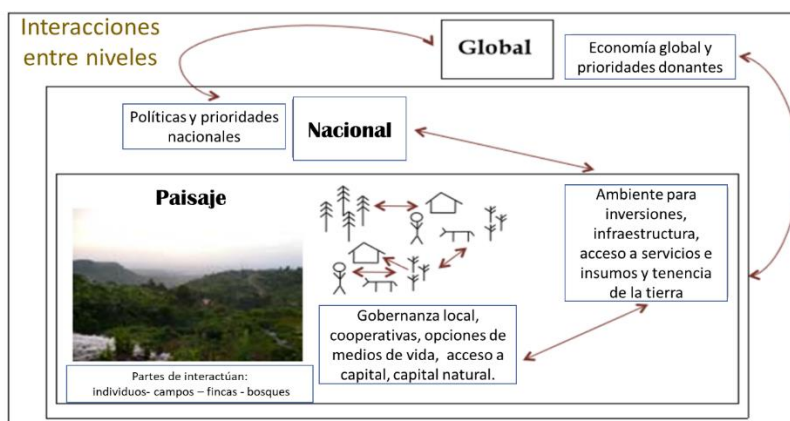 Interacciones
entre niveles
Global
Economía global y
prioridades donantes
Políticas y prioridades
nacionales
Nacional
Paisaje
Ambiente para
inversiones,
infraestructura,
acceso a servicios e
insumos y tenencia
de la tierra
Gobernanza local,
cooperativas, opciones de
medios de vida, acceso a
capital, capital natural.
Partes de interactúan:
individuos- campos – fincas - bosques